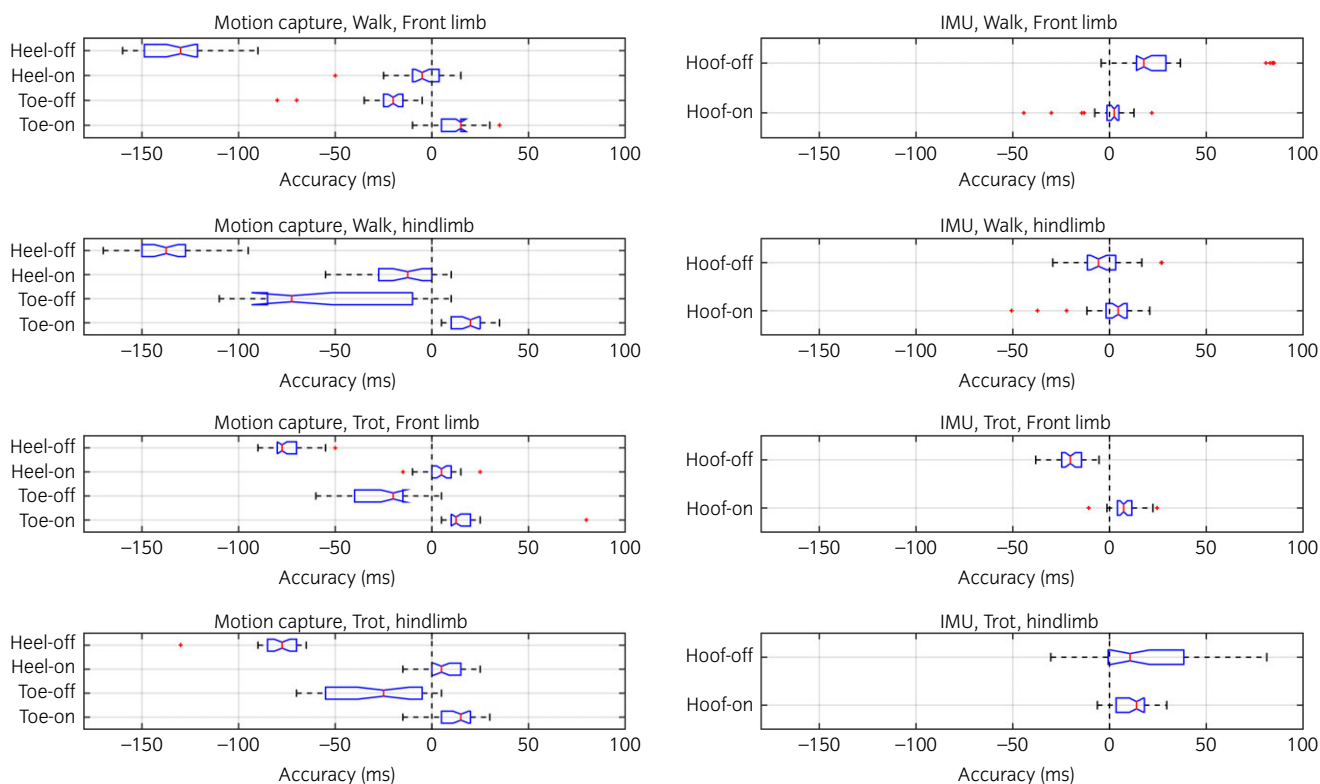 Motion capture, Walk, Front limb
Heel-off
Heel-on
Toe-off
Toe-on
−150 −100 −50 0 50 100
Accuracy (ms)
IMU, Walk, Front limb
Hoof-off
Hoof-on
−150 −100 −50 0 50 100
Accuracy (ms)
Motion capture, Walk, hindlimb
Heel-off
Heel-on
Toe-off
Toe-on
−150 −100 −50 0 50 100
Accuracy (ms)
IMU, Walk, hindlimb
Hoof-off
Hoof-on
−150 −100 −50 0 50 100
Accuracy (ms)
Motion capture, Trot, Front limb
Heel-off
Heel-on
Toe-off
Toe-on
−150 −100 −50 0 50 100
Accuracy (ms)
IMU, Trot, Front limb
Hoof-off
Hoof-on
−150 −100 −50 0 50 100
Accuracy (ms)
Motion capture, Trot, hindlimb
Heel-off
Heel-on
Toe-off
Toe-on
−150 −100 −50 0 50 100
Accuracy (ms)
IMU, Trot, hindlimb
Hoof-off
Hoof-on
−150 −100 −50 0 50 100
Accuracy (ms)